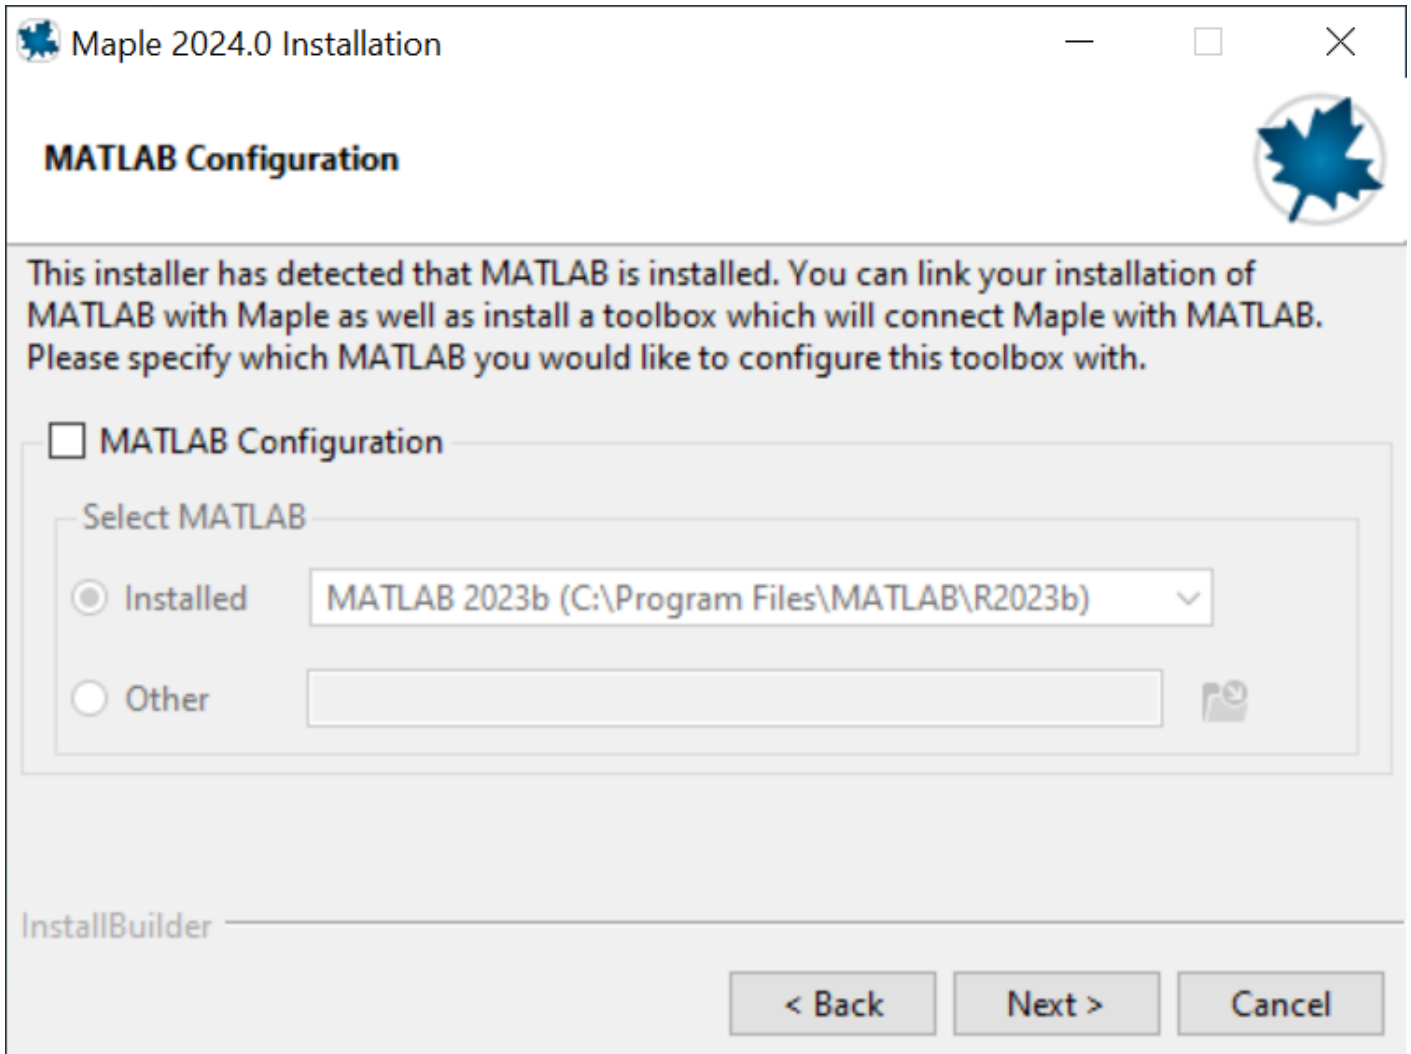 Maple 2024.0 Installation
MATLAB Configuration
This installer has detected that MATLAB is installed. You can link your installation of
MATLAB with Maple as well as install a toolbox which will connect Maple with MATLAB.
Please specify which MATLAB you would like to configure this toolbox with.
MATLAB Configuration
Select MATLAB
Installed MATLAB 2023b (C:\Program Files\MATLAB\R2023b)
Other
InstallBuilder
< Back Next > Cancel